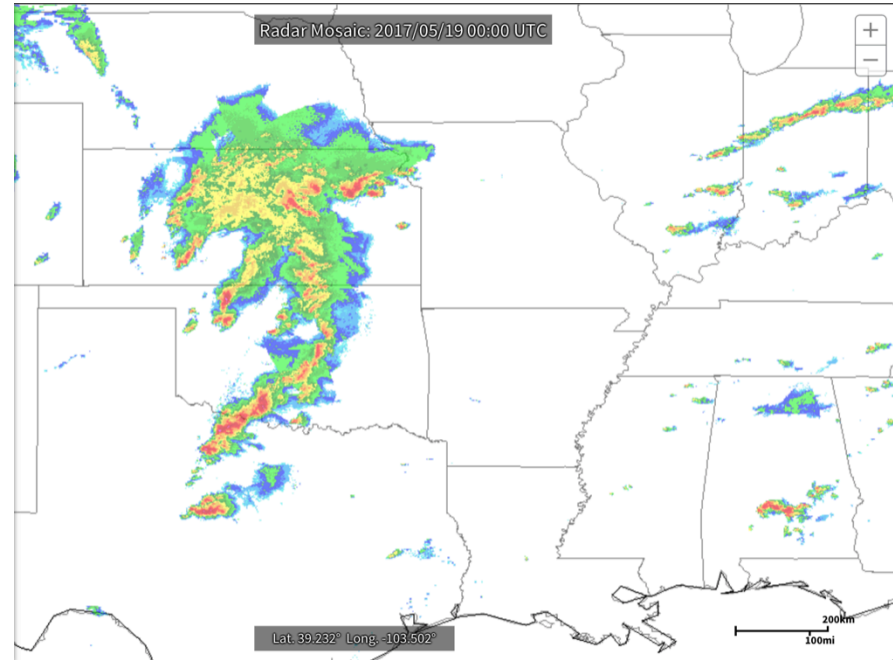 Radar Mosaic: 2017/05/19 00:00 UTC
+
−
200km
100mi
Lat. 39.232° Long. -103.502°